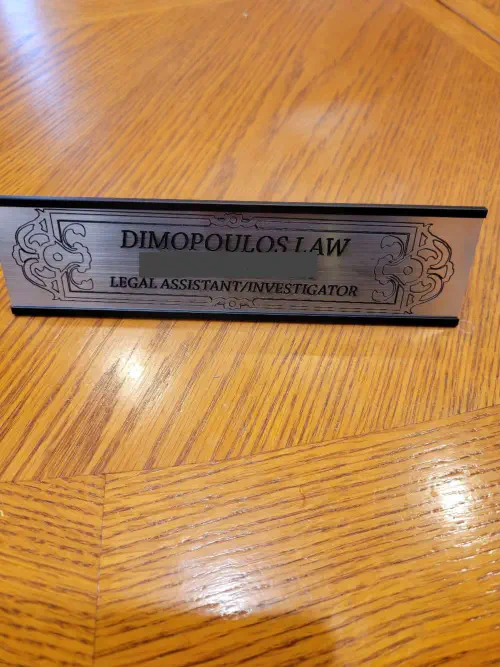 DIMOPOULOS LAW
LEGAL ASSISTANT/INVESTIGATOR